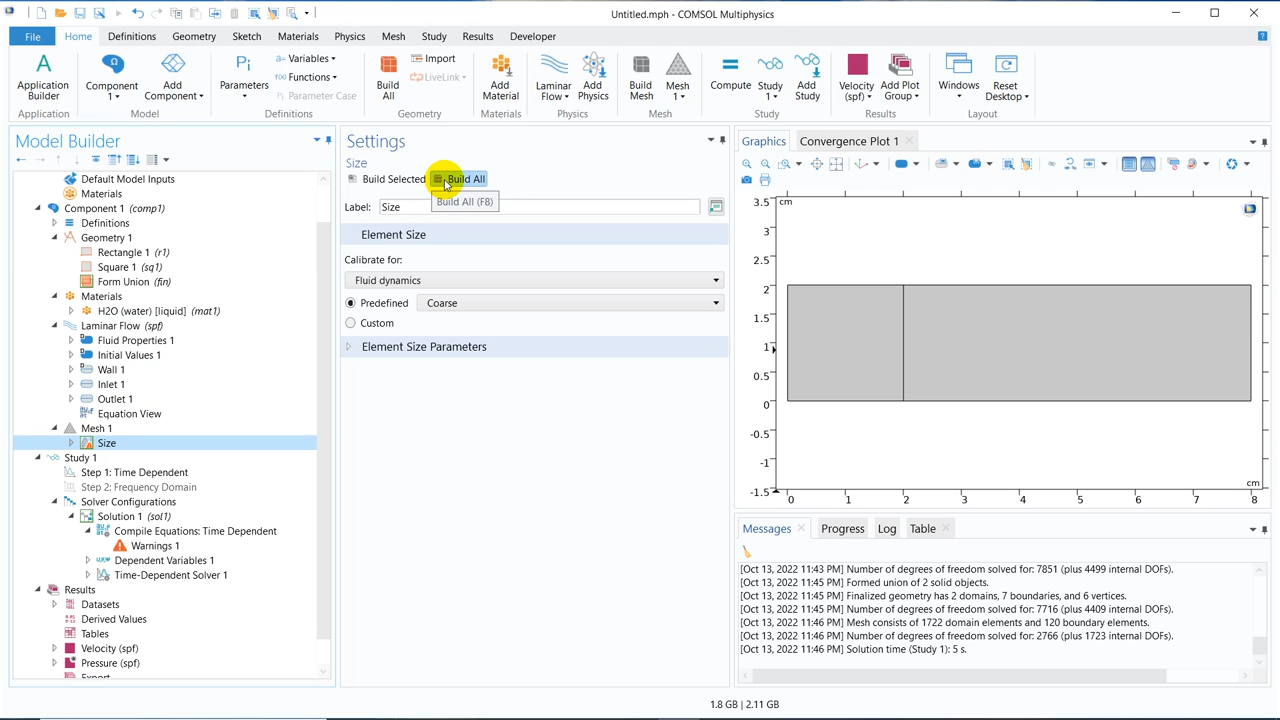 Untitled.mph - COMSOL Multiphysics
File Home Definitions Geometry Sketch Materials Physics Mesh Study Results Developer
Application Builder
Component 1
Add Component
Model
Pi
Parameters
a= Variables
f(x) Functions
Parameter Case
Definitions
Build All
Import
LiveLink
Geometry
Add Material
Materials
Laminar Flow
Add Physics
Physics
Build Mesh
Mesh 1
Mesh
Compute
Study 1
Add Study
Study
Velocity (spf)
Add Plot Group
Results
Windows
Reset Desktop
Layout
Application
Model Builder
Default Model Inputs
Materials
Component 1 (comp1)
Definitions
Geometry 1
Rectangle 1 (r1)
Square 1 (sq1)
Form Union (fin)
Materials
H2O (water) [liquid] (mat1)
Laminar Flow (spf)
Fluid Properties 1
Initial Values 1
Wall 1
Inlet 1
Outlet 1
Equation View
Mesh 1
Size
Study 1
Step 1: Time Dependent
Step 2: Frequency Domain
Solver Configurations
Solution 1 (sol1)
Compile Equations: Time Dependent
Warnings 1
Dependent Variables 1
Time-Dependent Solver 1
Results
Datasets
Derived Values
Tables
Velocity (spf)
Pressure (spf)
Export
Settings
Size
Build Selected Build All
Build All (F8)
Label: Size
Element Size
Calibrate for:
Fluid dynamics
Predefined Coarse
Custom
Element Size Parameters
Graphics Convergence Plot 1
cm
3.5
3
2.5
2
1.5
1
0.5
0
-0.5
-1
-1.5
0 1 2 3 4 5 6 7 8
cm
Messages Progress Log Table
[Oct 13, 2022 11:43 PM] Number of degrees of freedom solved for: 7851 (plus 4499 internal DOFs).
[Oct 13, 2022 11:45 PM] Formed union of 2 solid objects.
[Oct 13, 2022 11:45 PM] Finalized geometry has 2 domains, 7 boundaries, and 6 vertices.
[Oct 13, 2022 11:45 PM] Number of degrees of freedom solved for: 7716 (plus 4409 internal DOFs).
[Oct 13, 2022 11:46 PM] Mesh consists of 1722 domain elements and 120 boundary elements.
[Oct 13, 2022 11:46 PM] Number of degrees of freedom solved for: 2766 (plus 1723 internal DOFs).
[Oct 13, 2022 11:46 PM] Solution time (Study 1): 5 s.
1.8 GB | 2.11 GB